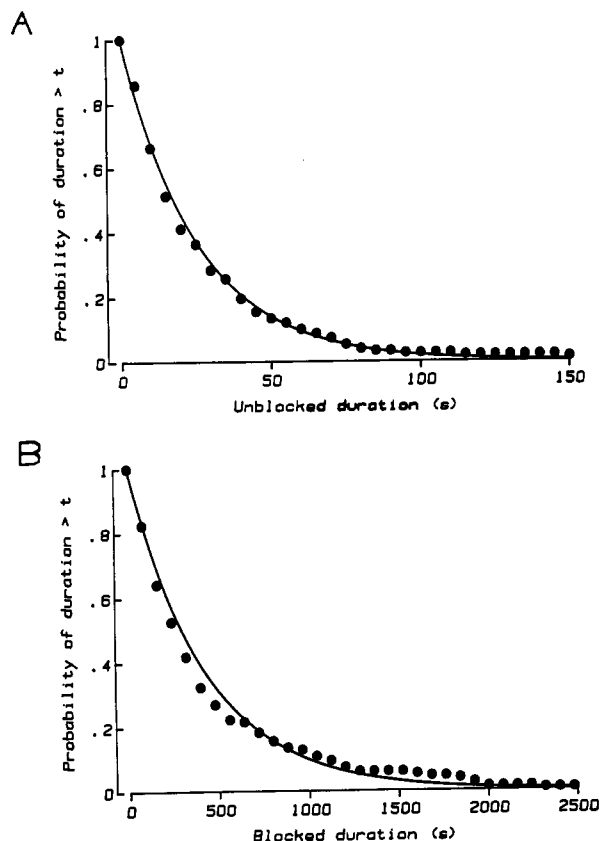 A
Probability of duration > t
1
.8
.6
.4
.2
0
0 50 100 150
Unblocked duration (s)
B
Probability of duration > t
1
.8
.6
.4
.2
0
0 500 1000 1500 2000 2500
Blocked duration (s)